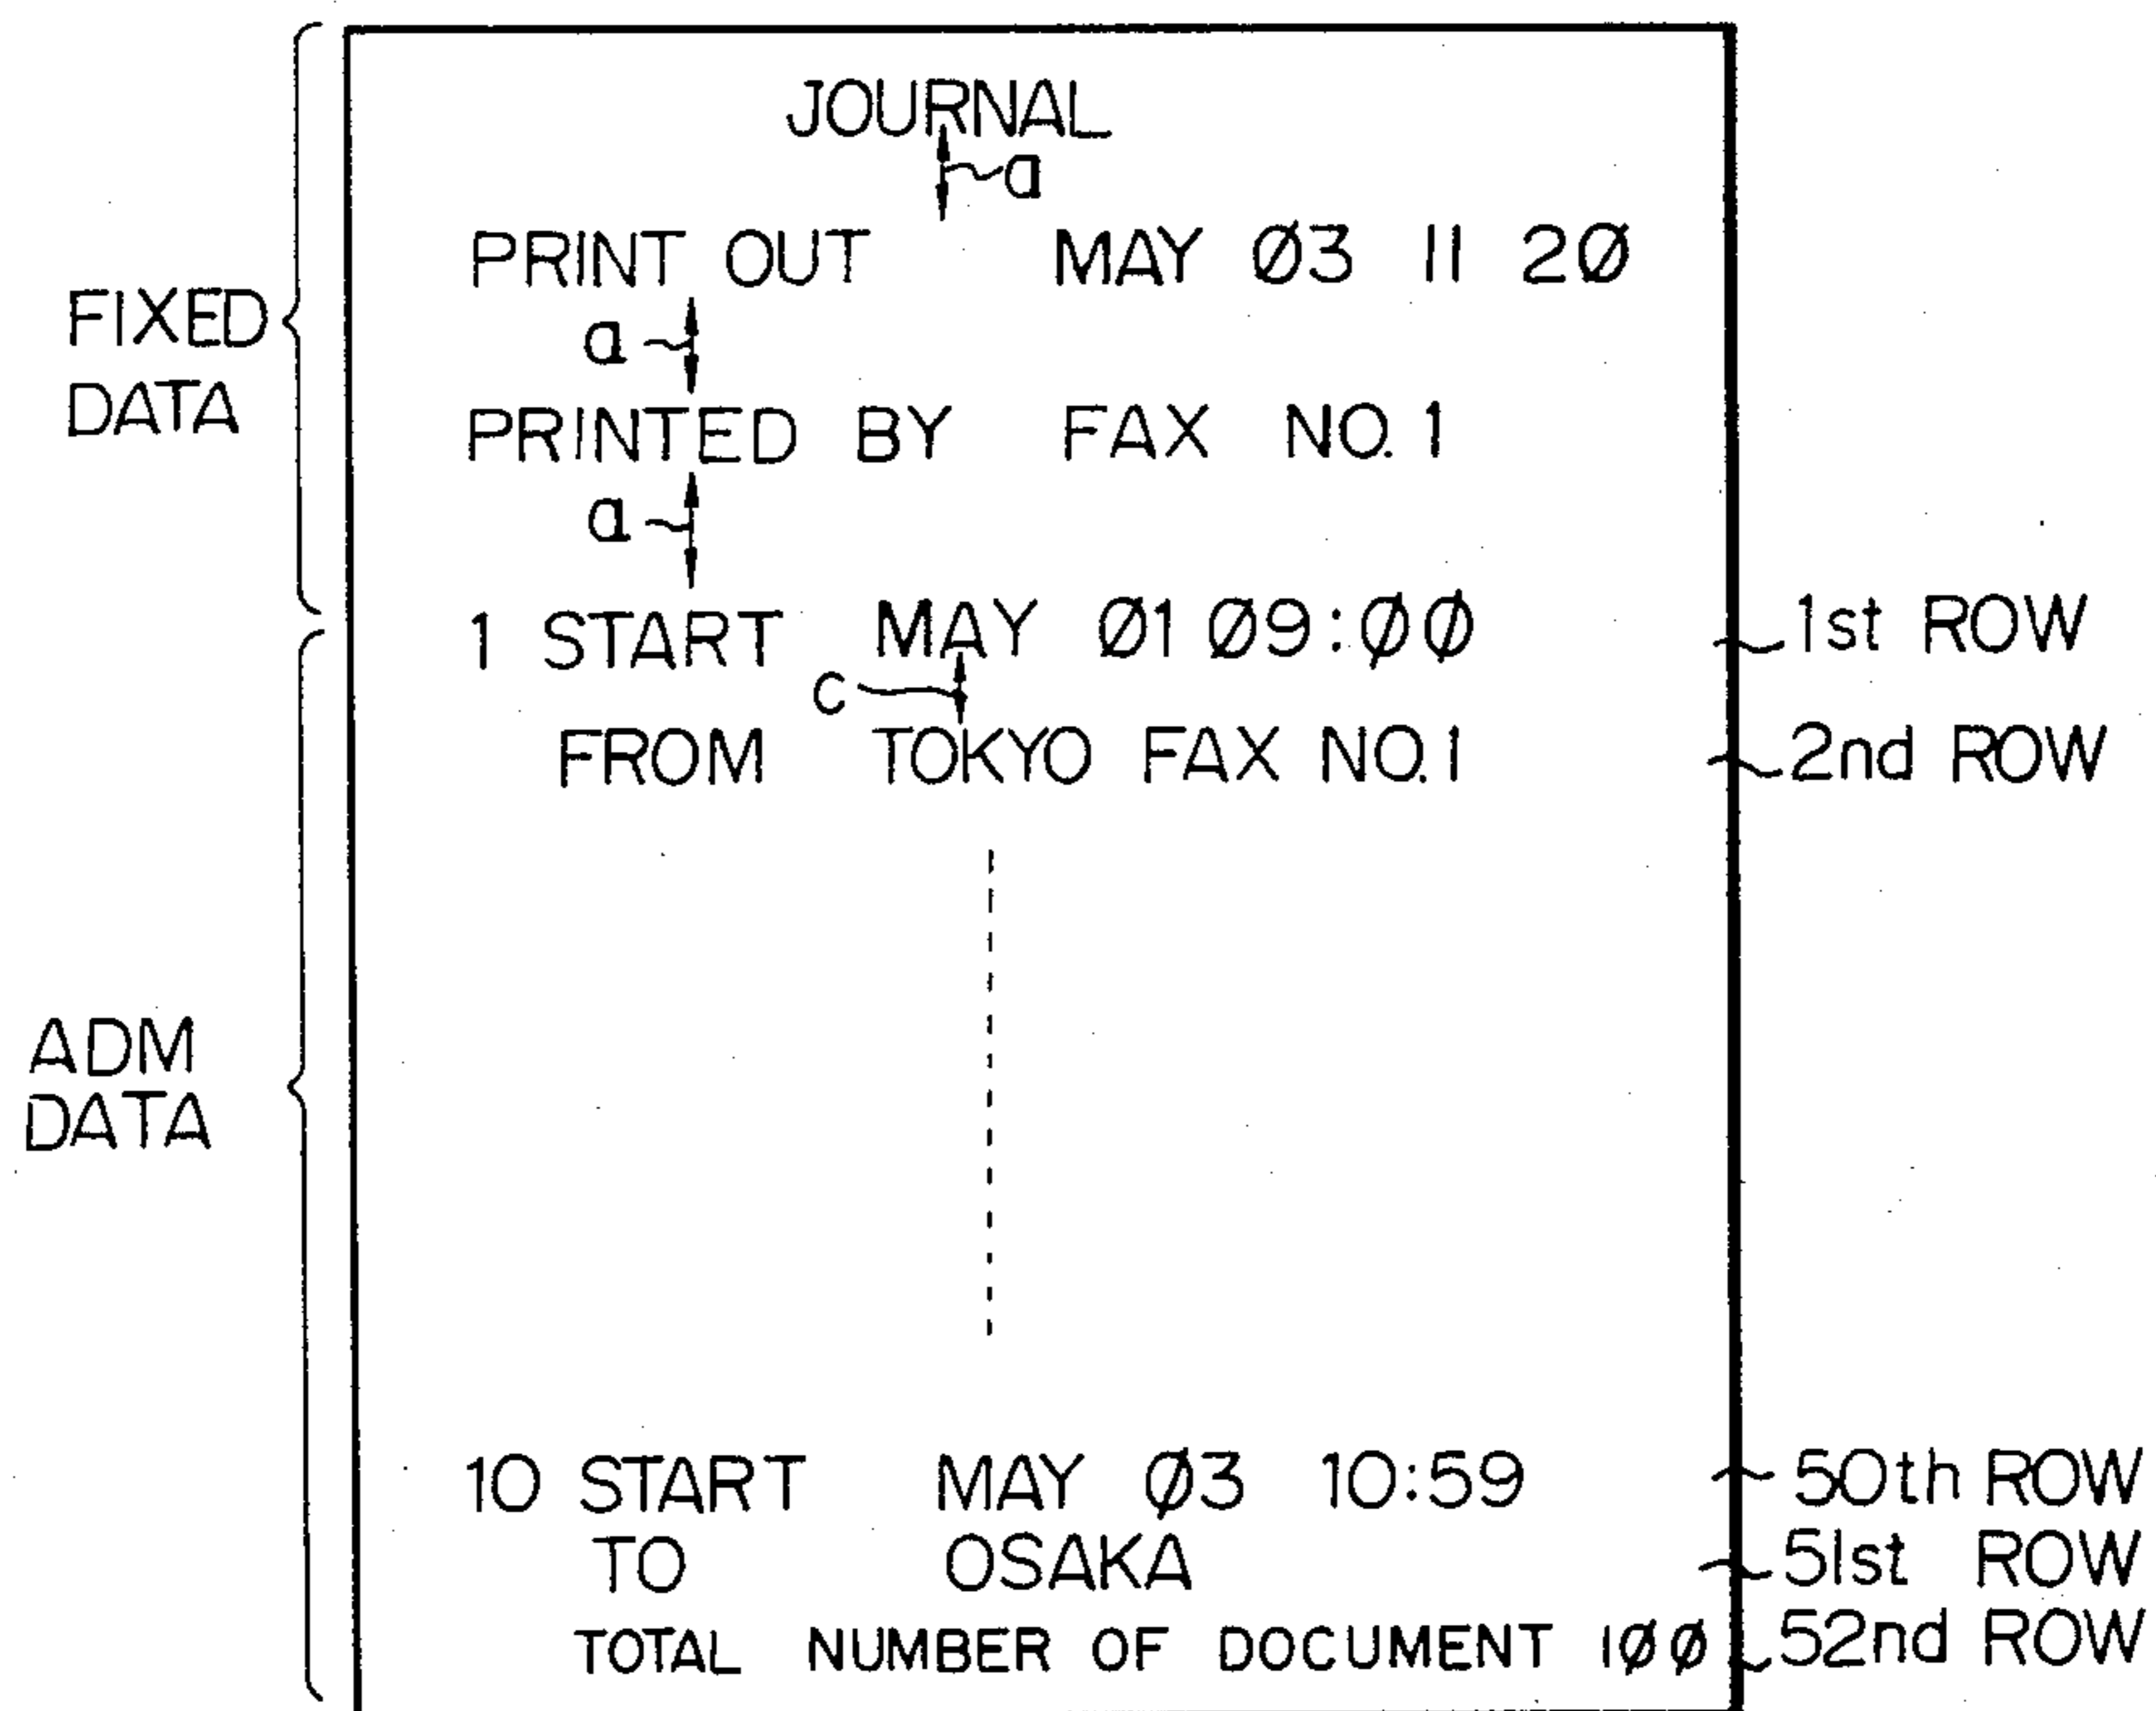 JOURNAL
a
PRINT OUT MAY Ø3 11 2Ø
a
FIXED DATA
PRINTED BY FAX NO. 1
a
1 START MAY Ø1 Ø9:ØØ 1st ROW
c
FROM TOKYO FAX NO.1 2nd ROW
ADM DATA
10 START MAY Ø3 10:59 50th ROW
TO OSAKA 51st ROW
TOTAL NUMBER OF DOCUMENT 1ØØ 52nd ROW